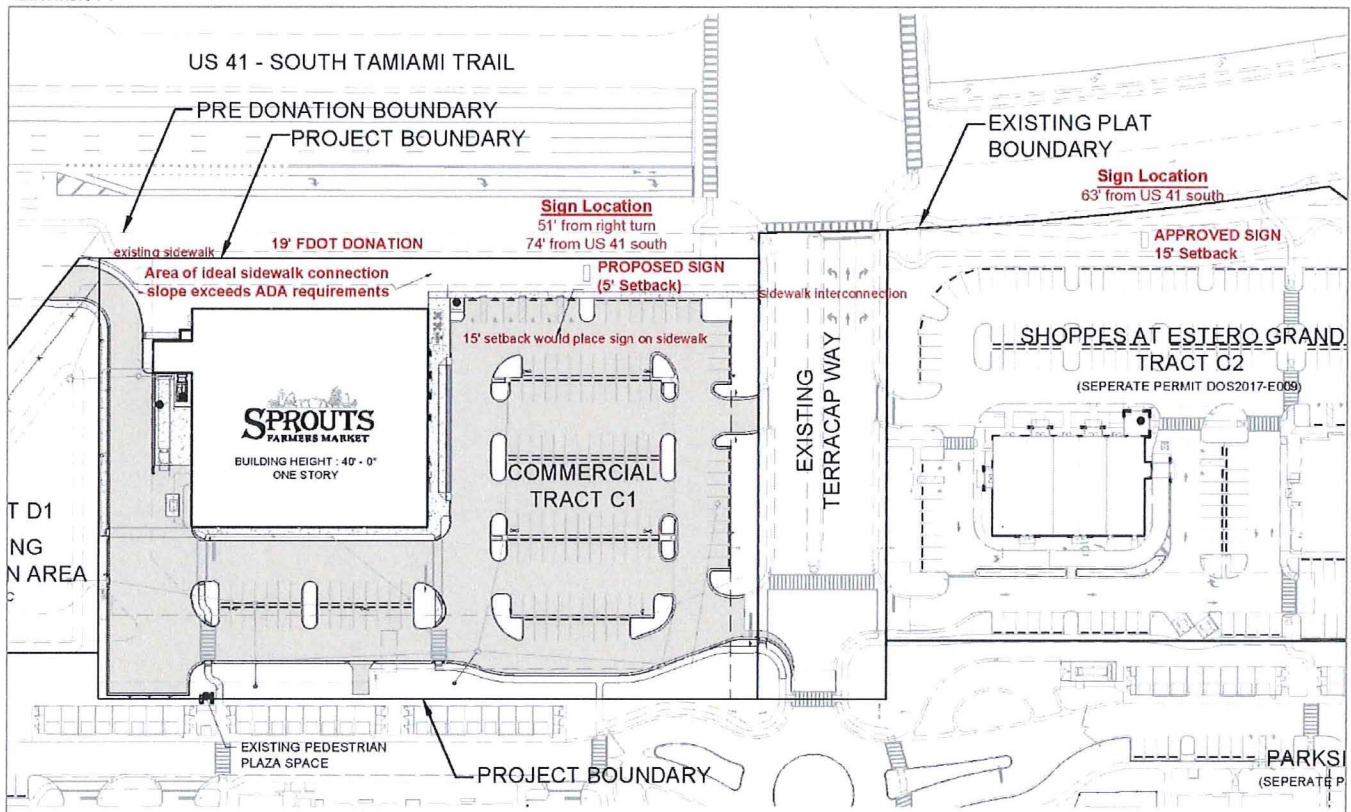 US 41 - SOUTH TAMIAMI TRAIL
PRE DONATION BOUNDARY
PROJECT BOUNDARY
EXISTING PLAT
BOUNDARY
Sign Location
63' from US 41 south
Sign Location
51' from right turn
74' from US 41 south
existing sidewalk
19' FDOT DONATION
APPROVED SIGN
15' Setback
Area of ideal sidewalk connection
slope exceeds ADA requirements
PROPOSED SIGN
(5' Setback)
Sidewalk Interconnection
15' setback would place sign on sidewalk
SHOPPES AT ESTERO GRAND
TRACT C2
(SEPERATE PERMIT DOS2017-E009)
SPROUTS
FARMERS MARKET
BUILDING HEIGHT : 40' - 0"
ONE STORY
COMMERCIAL
TRACT C1
EXISTING
TERRACAP WAY
T D1
NG
N AREA
EXISTING PEDESTRIAN
PLAZA SPACE
PROJECT BOUNDARY
PARKSI
(SEPERATE P